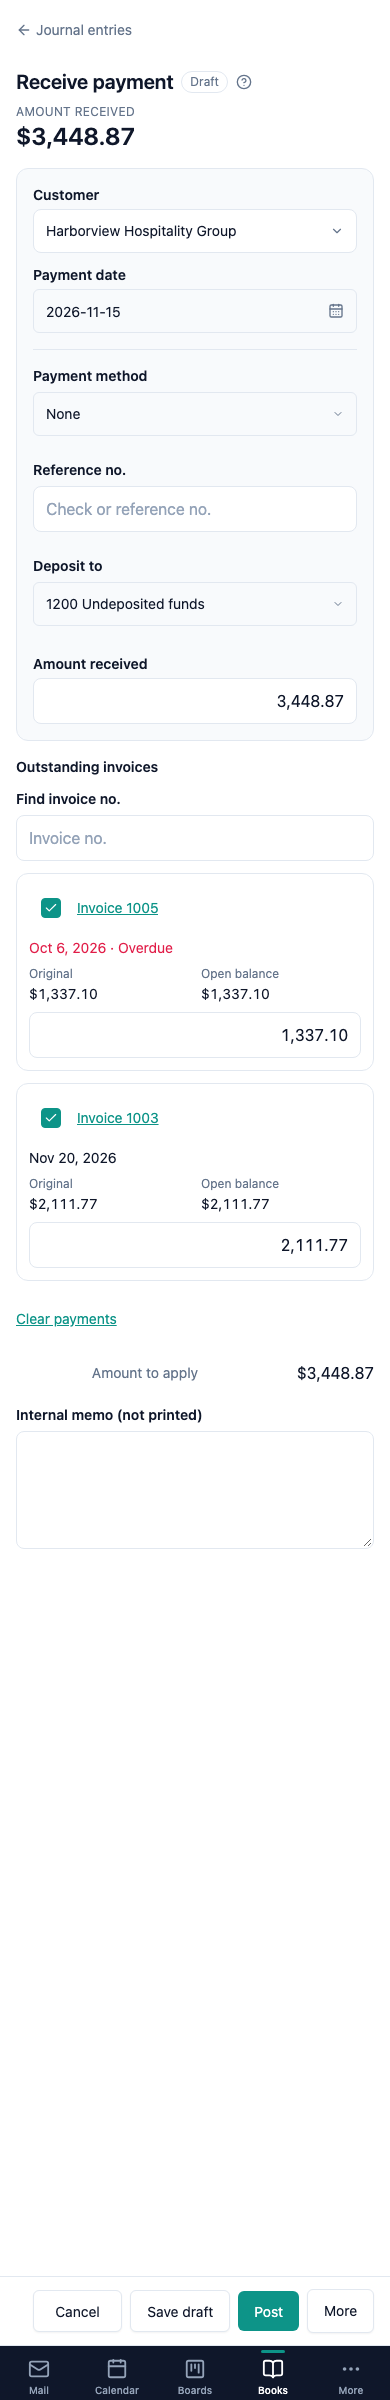 Journal entries
Receive payment Draft
AMOUNT RECEIVED
$3,448.87
Customer
Harborview Hospitality Group
Payment date
2026-11-15
Payment method
None
Reference no.
Check or reference no.
Deposit to
1200 Undeposited funds
Amount received
3,448.87
Outstanding invoices
Find invoice no.
Invoice no.
Invoice 1005
Oct 6, 2026 · Overdue
Original Open balance
$1,337.10 $1,337.10
1,337.10
Invoice 1003
Nov 20, 2026
Original Open balance
$2,111.77 $2,111.77
2,111.77
Clear payments
Amount to apply $3,448.87
Internal memo (not printed)
Cancel Save draft Post More
Mail Calendar Boards Books More